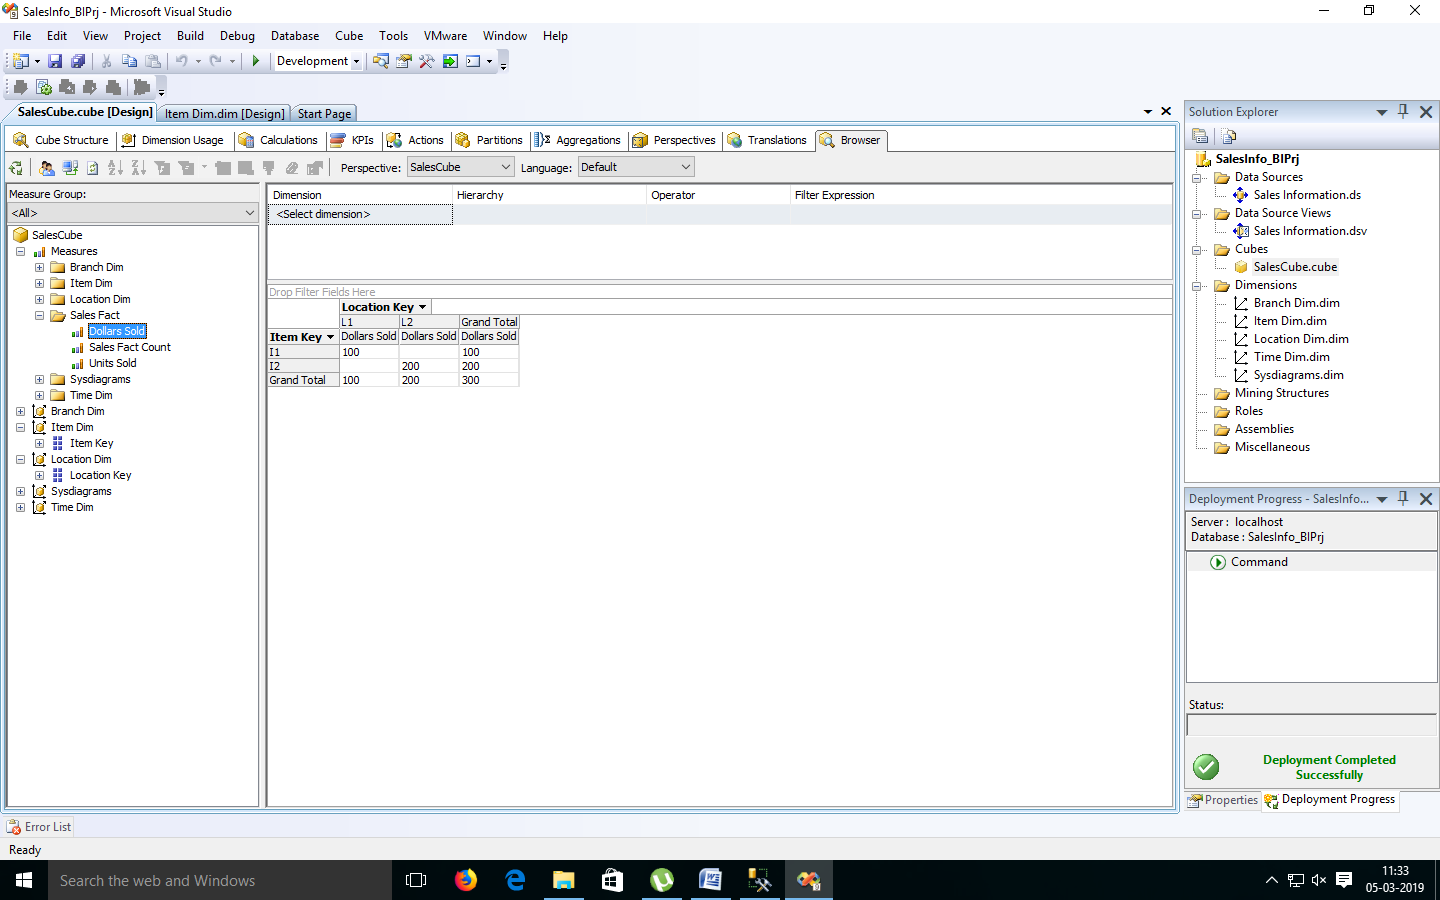 SalesInfo_BIPrj - Microsoft Visual Studio
File Edit View Project Build Debug Database Cube Tools VMware Window Help
Development
SalesCube.cube [Design] Item Dim.dim [Design] Start Page
Cube Structure Dimension Usage Calculations KPIs Actions Partitions Aggregations Perspectives Translations Browser
Perspective: SalesCube Language: Default
Measure Group:
<All>
SalesCube
Measures
Branch Dim
Item Dim
Location Dim
Sales Fact
Dollars Sold
Sales Fact Count
Units Sold
Sysdiagrams
Time Dim
Branch Dim
Item Dim
Item Key
Location Dim
Location Key
Sysdiagrams
Time Dim
Dimension Hierarchy Operator Filter Expression
<Select dimension>
Drop Filter Fields Here
Location Key
L1 L2 Grand Total
Item Key Dollars Sold Dollars Sold Dollars Sold
I1 100 100
I2 200 200
Grand Total 100 200 300
Solution Explorer
SalesInfo_BIPrj
Data Sources
Sales Information.ds
Data Source Views
Sales Information.dsv
Cubes
SalesCube.cube
Dimensions
Branch Dim.dim
Item Dim.dim
Location Dim.dim
Time Dim.dim
Sysdiagrams.dim
Mining Structures
Roles
Assemblies
Miscellaneous
Deployment Progress - SalesInfo...
Server : localhost
Database : SalesInfo_BIPrj
Command
Status:
Deployment Completed
Successfully
Properties Deployment Progress
Error List
Ready
Search the web and Windows
11:33
05-03-2019